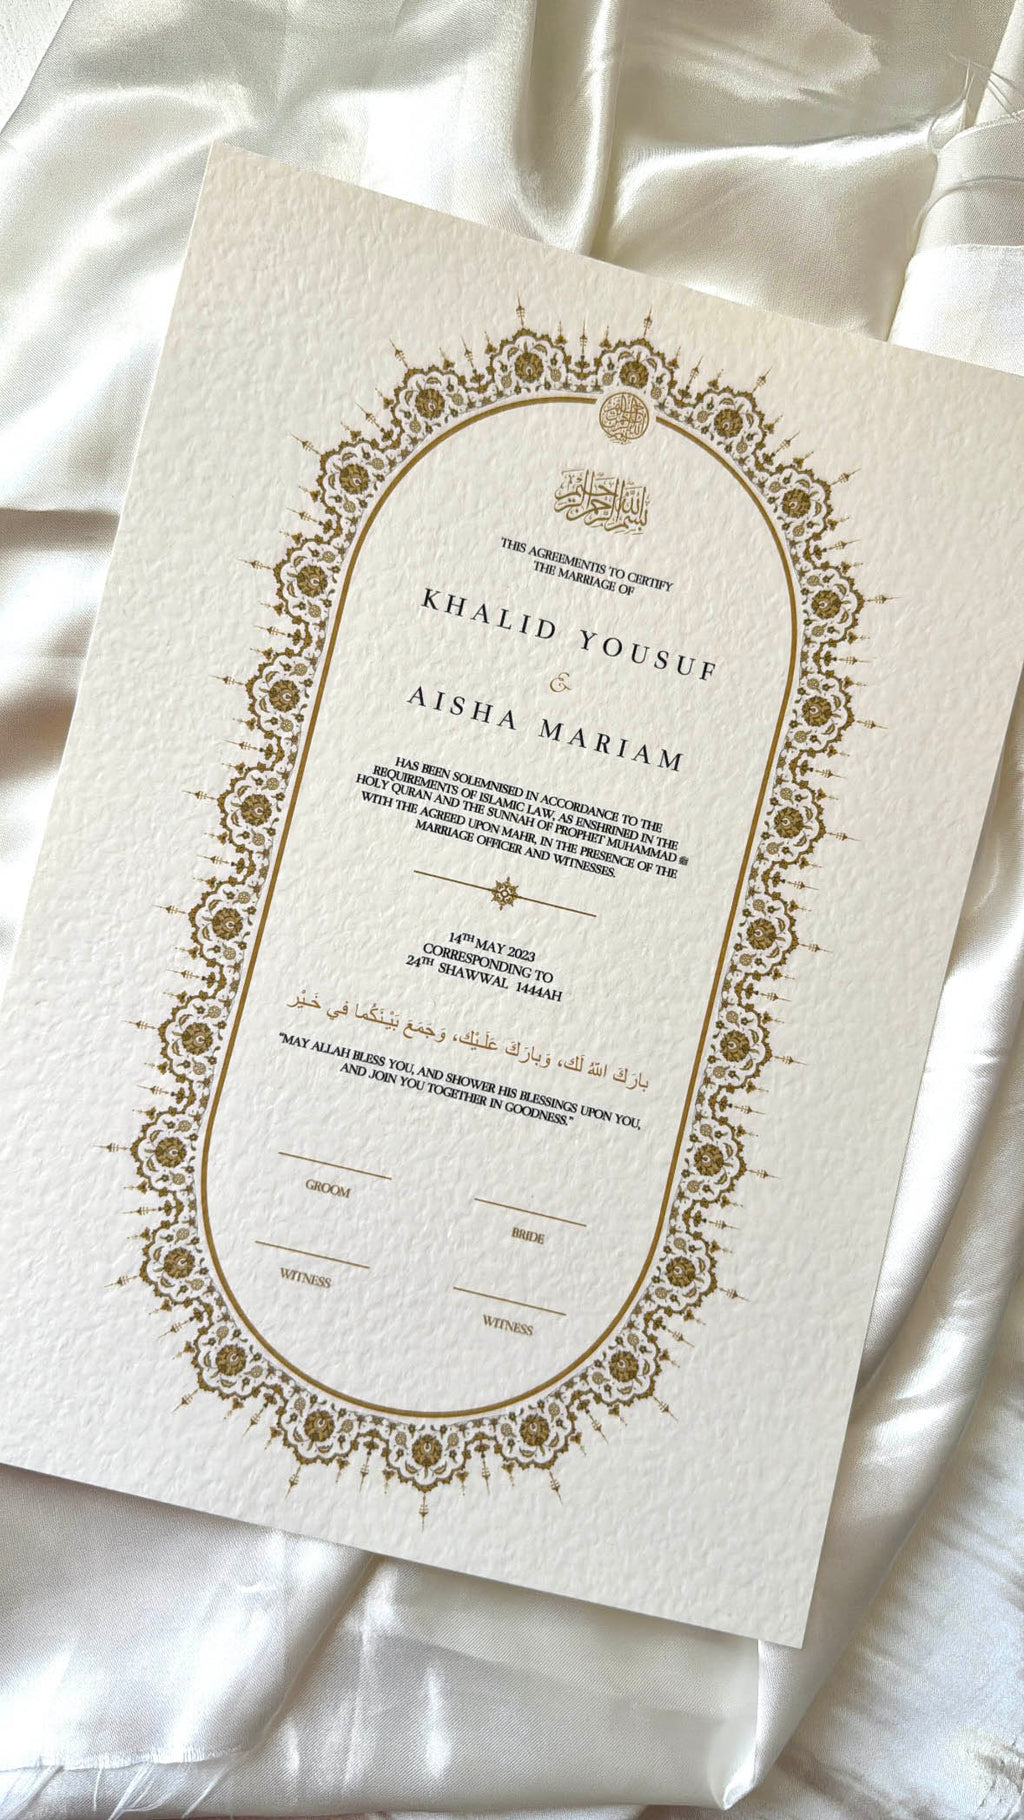 بسم الله الرحمن الرحيم
THIS AGREEMENTIS TO CERTIFY
THE MARRIAGE OF
KHALID YOUSUF
&
AISHA MARIAM
HAS BEEN SOLEMNISED IN ACCORDANCE TO THE
REQUIREMENTS OF ISLAMIC LAW, AS ENSHRINED IN THE
HOLY QURAN AND THE SUNNAH OF PROPHET MUHAMMAD ﷺ
WITH THE AGREED UPON MAHR, IN THE PRESENCE OF THE
MARRIAGE OFFICER AND WITNESSES.
14TH MAY 2023
CORRESPONDING TO
24TH SHAWWAL 1444AH
بارَكَ اللهُ لَك، وَبارَكَ عَلَـيْك، وَجَمَعَ بَيْنَكُما في خَـيْر
"MAY ALLAH BLESS YOU, AND SHOWER HIS BLESSINGS UPON YOU,
AND JOIN YOU TOGETHER IN GOODNESS."
GROOM
BRIDE
WITNESS
WITNESS